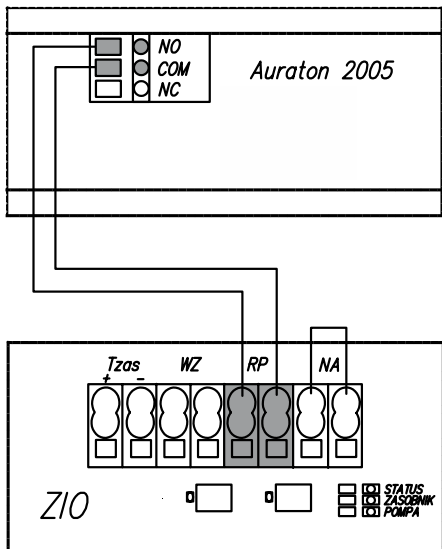 NO
COM
NC
Auraton 2005
Tzas WZ RP NA
+ -
ZIO
STATUS
ZASOBNIK
POMPA